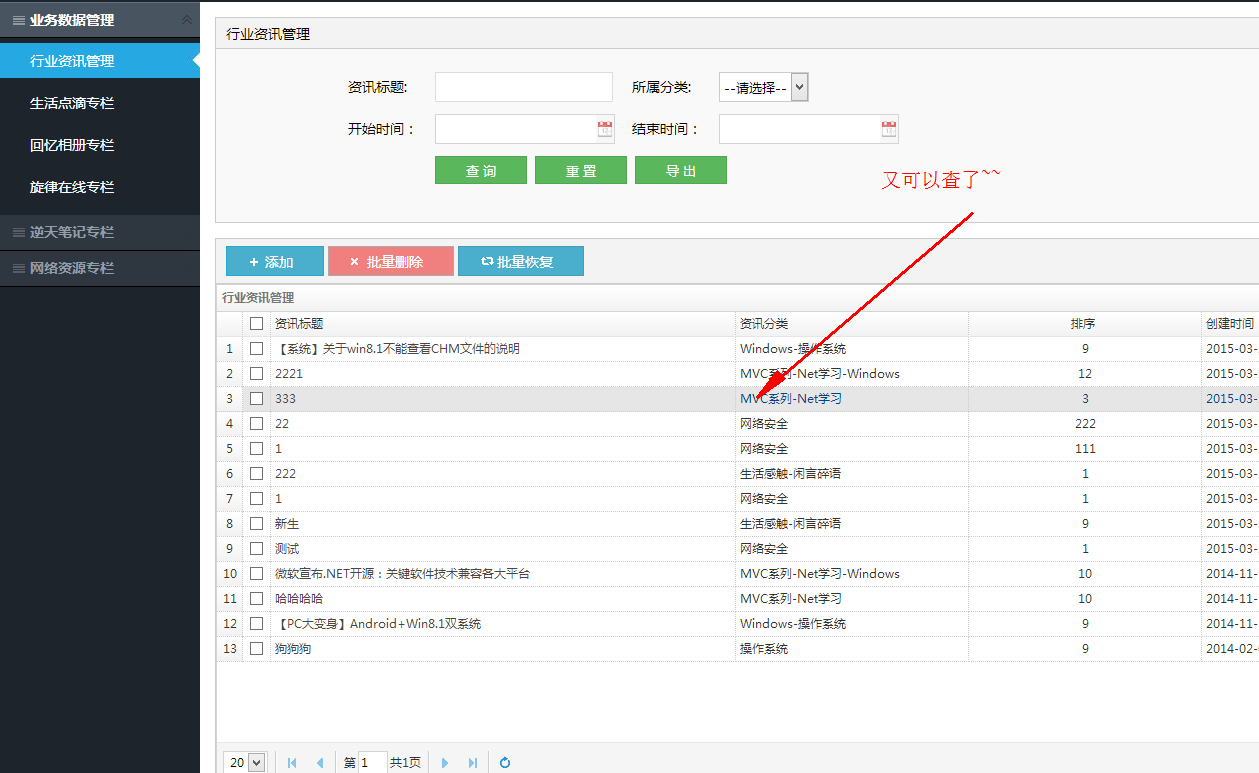 业务数据管理
行业资讯管理
生活点滴专栏
回忆相册专栏
旋律在线专栏
逆天笔记专栏
网络资源专栏
行业资讯管理
资讯标题: 所属分类: --请选择--
开始时间： 结束时间：
查询 重置 导出
又可以查了~~
+ 添加 × 批量删除 批量恢复
行业资讯管理
资讯标题 资讯分类 排序 创建时间
1 【系统】关于win8.1不能查看CHM文件的说明 Windows-操作系统 9 2015-03-
2 2221 MVC系列-Net学习-Windows 12 2015-03-
3 333 MVC系列-Net学习 3 2015-03-
4 22 网络安全 222 2015-03-
5 1 网络安全 111 2015-03-
6 222 生活感触-闲言碎语 1 2015-03-
7 1 网络安全 1 2015-03-
8 新生 生活感触-闲言碎语 9 2015-03-
9 测试 网络安全 1 2015-03-
10 微软宣布.NET开源：关键软件技术兼容各大平台 MVC系列-Net学习-Windows 10 2014-11-
11 哈哈哈哈 MVC系列-Net学习 10 2014-11-
12 【PC大变身】Android+Win8.1双系统 Windows-操作系统 9 2014-11-
13 狗狗狗 操作系统 9 2014-02-
20 第 1 共1页